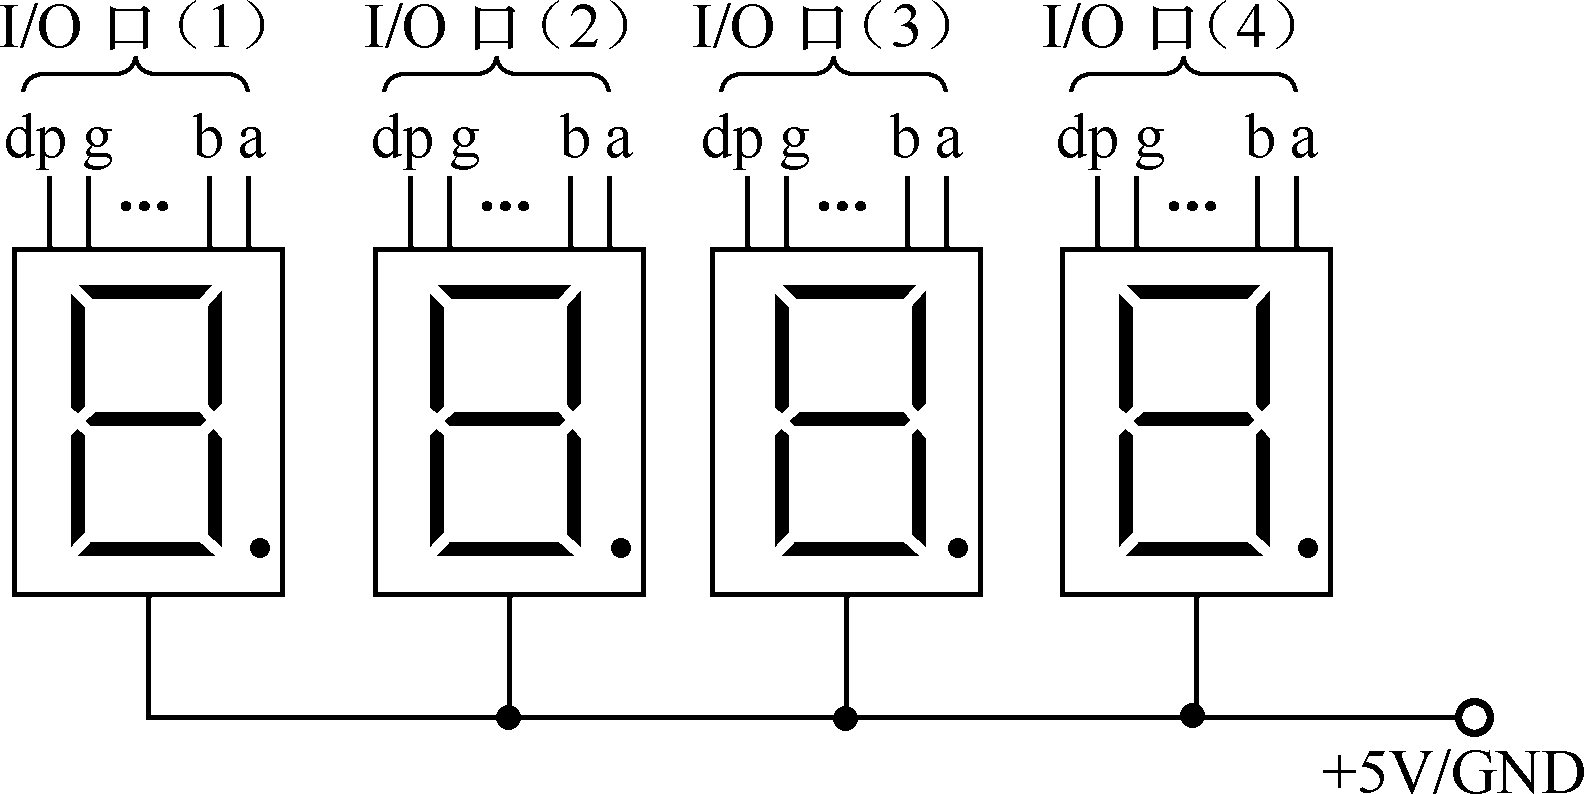 I/O 口（1） I/O 口（2） I/O 口（3） I/O 口（4）
dp g ··· b a dp g ··· b a dp g ··· b a dp g ··· b a
+5V/GND